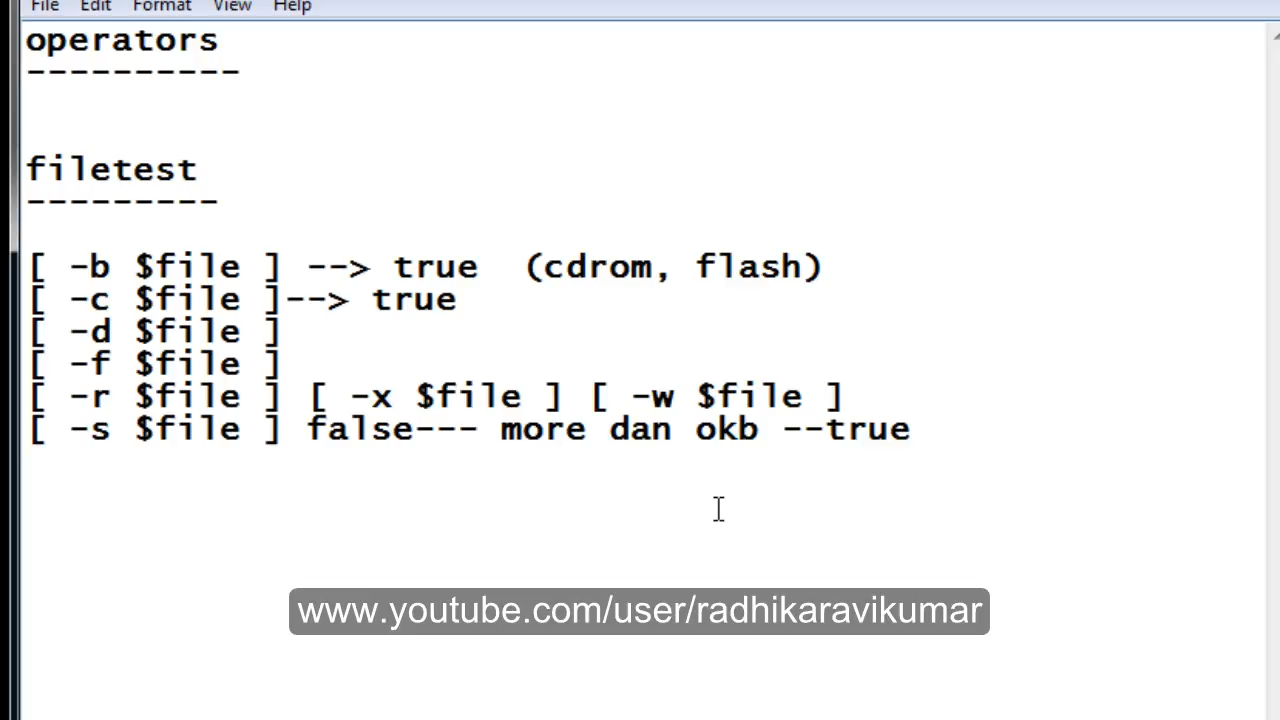 File Edit Format View Help
operators
----------
filetest
---------
[ -b $file ] --> true (cdrom, flash)
[ -c $file ]--> true
[ -d $file ]
[ -f $file ]
[ -r $file ] [ -x $file ] [ -w $file ]
[ -s $file ] false--- more dan okb --true
www.youtube.com/user/radhikaravikumar